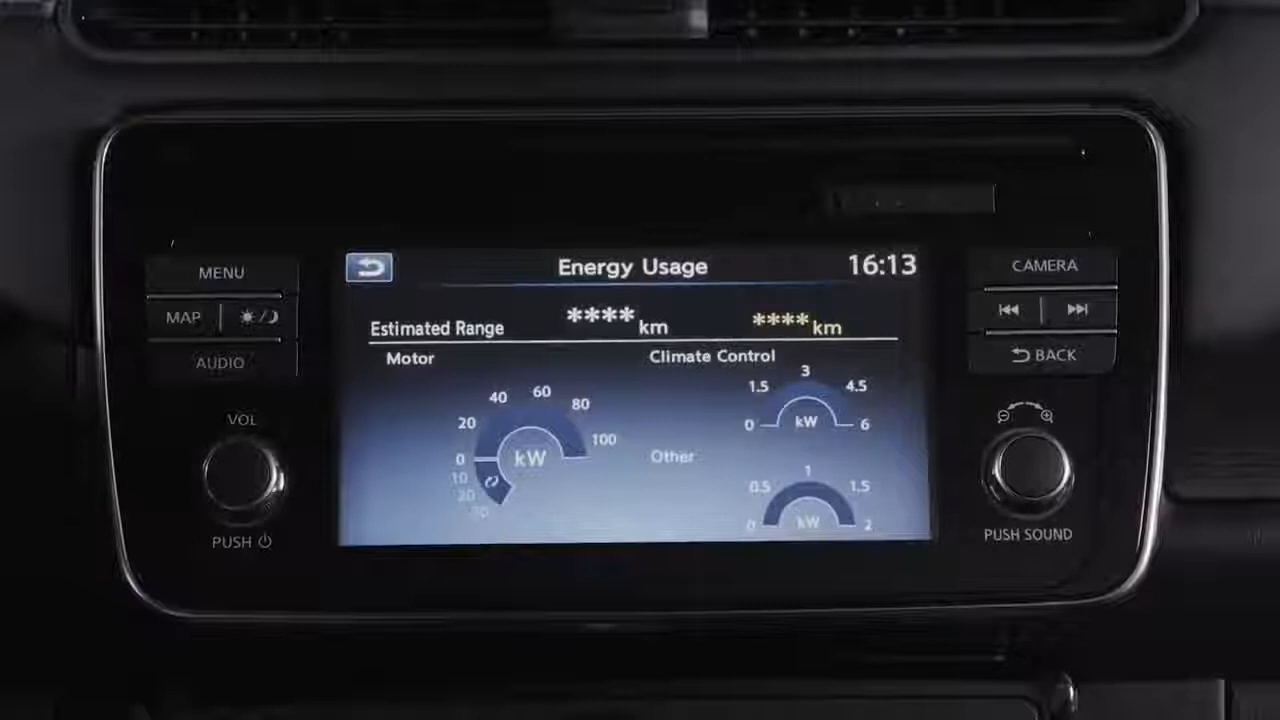 MENU
MAP
AUDIO
VOL
PUSH
Energy Usage
16:13
Estimated Range
**** km
**** km
Motor
0
20
40
60
80
100
10
20
30
kW
Climate Control
0
1.5
3
4.5
6
kW
Other
0
0.5
1
1.5
2
kW
CAMERA
BACK
PUSH SOUND